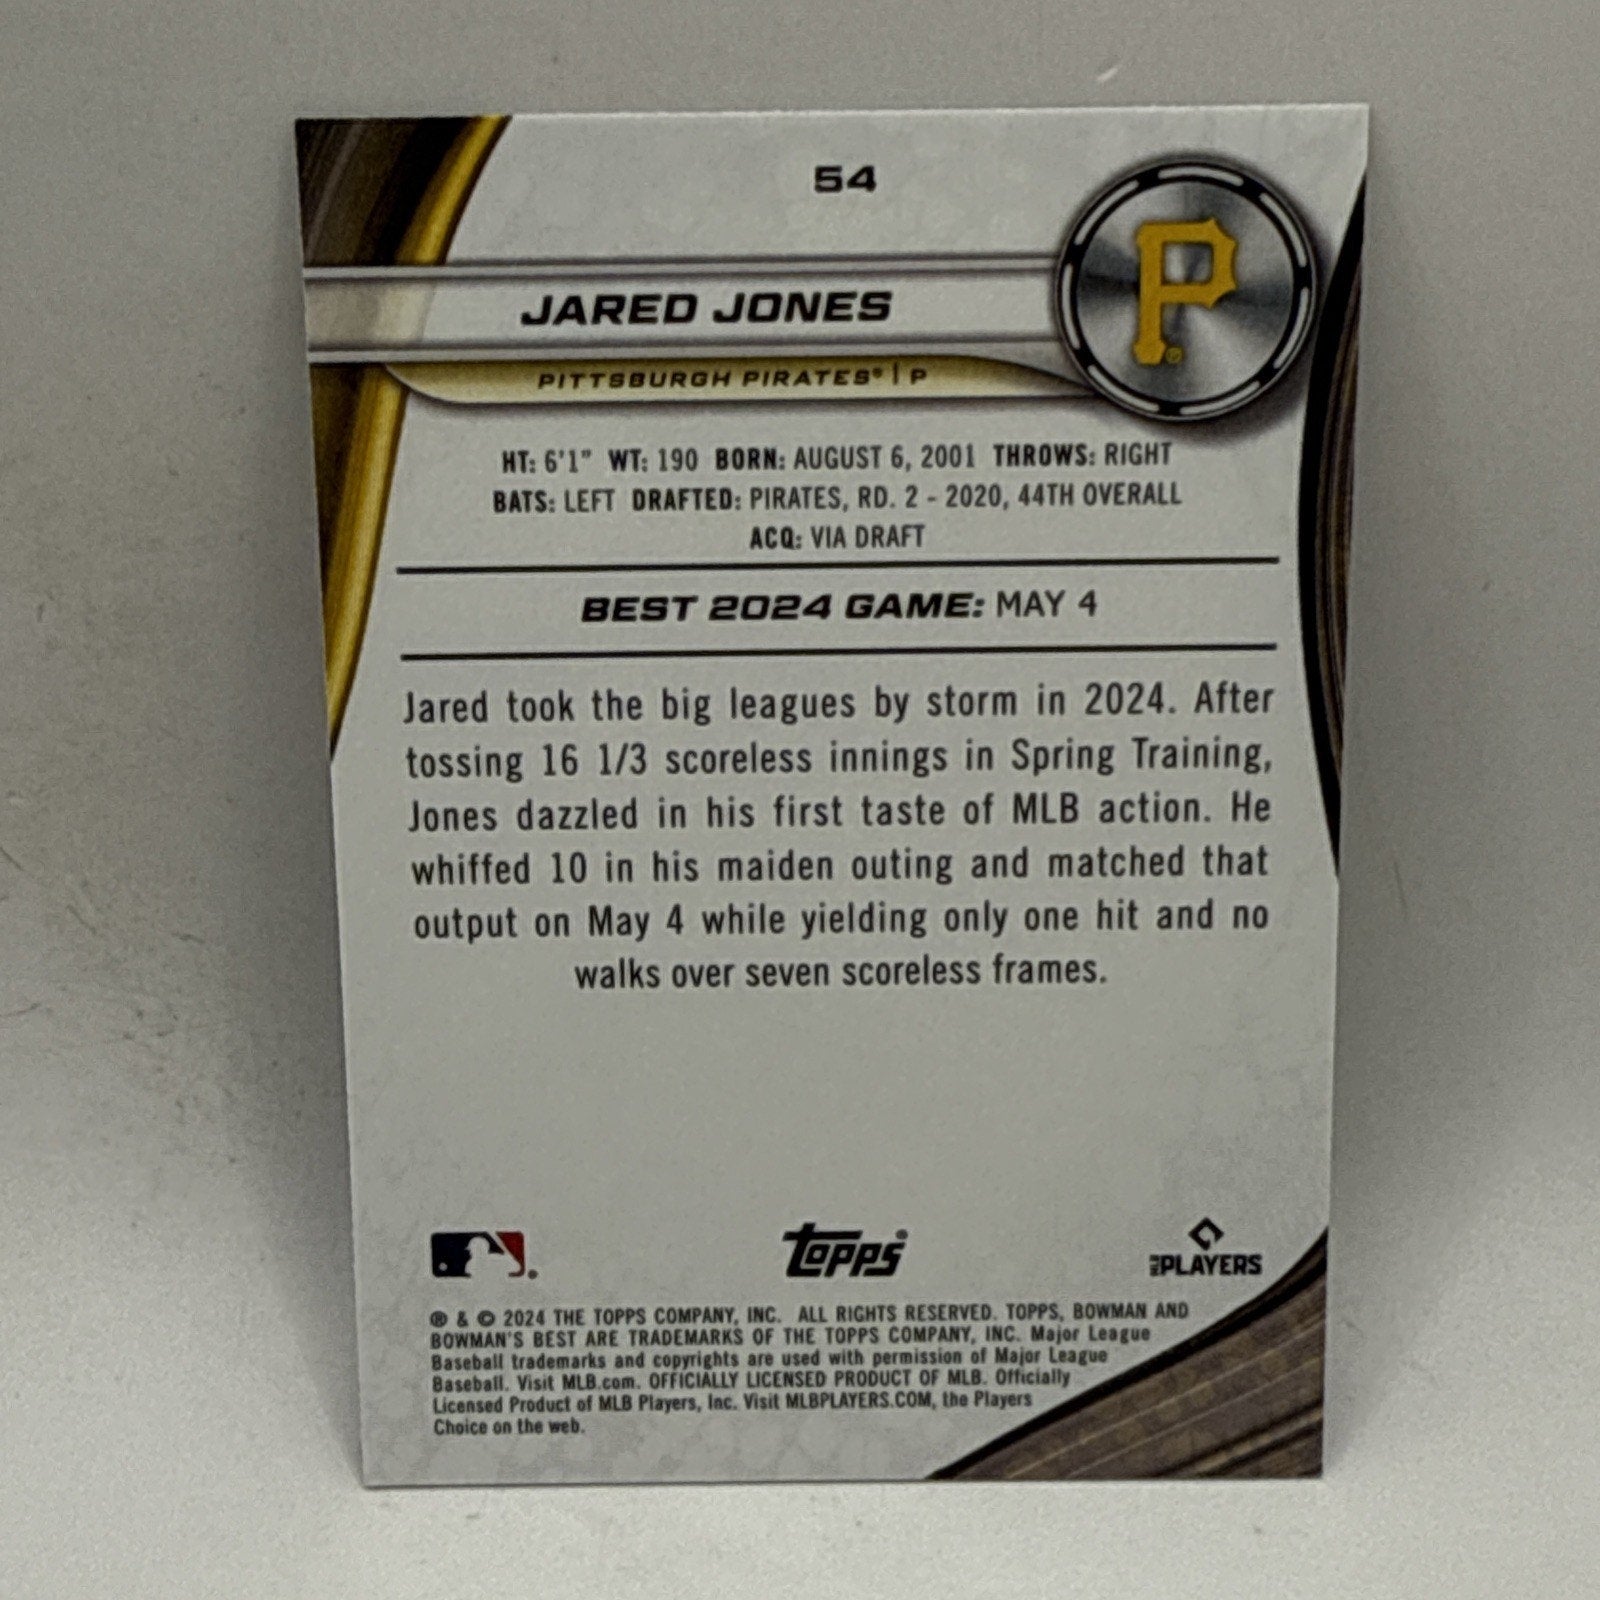 54
P®
JARED JONES
PITTSBURGH PIRATES® | P
HT: 6'1" WT: 190 BORN: AUGUST 6, 2001 THROWS: RIGHT
BATS: LEFT DRAFTED: PIRATES, RD. 2 - 2020, 44TH OVERALL
ACQ: VIA DRAFT
BEST 2024 GAME: MAY 4
Jared took the big leagues by storm in 2024. After
tossing 16 1/3 scoreless innings in Spring Training,
Jones dazzled in his first taste of MLB action. He
whiffed 10 in his maiden outing and matched that
output on May 4 while yielding only one hit and no
walks over seven scoreless frames.
Topps®
MLB PLAYERS
® & © 2024 THE TOPPS COMPANY, INC. ALL RIGHTS RESERVED. TOPPS, BOWMAN AND
BOWMAN'S BEST ARE TRADEMARKS OF THE TOPPS COMPANY, INC. Major League
Baseball trademarks and copyrights are used with permission of Major League
Baseball. Visit MLB.com. OFFICIALLY LICENSED PRODUCT OF MLB. Officially
Licensed Product of MLB Players, Inc. Visit MLBPLAYERS.COM, the Players
Choice on the web.